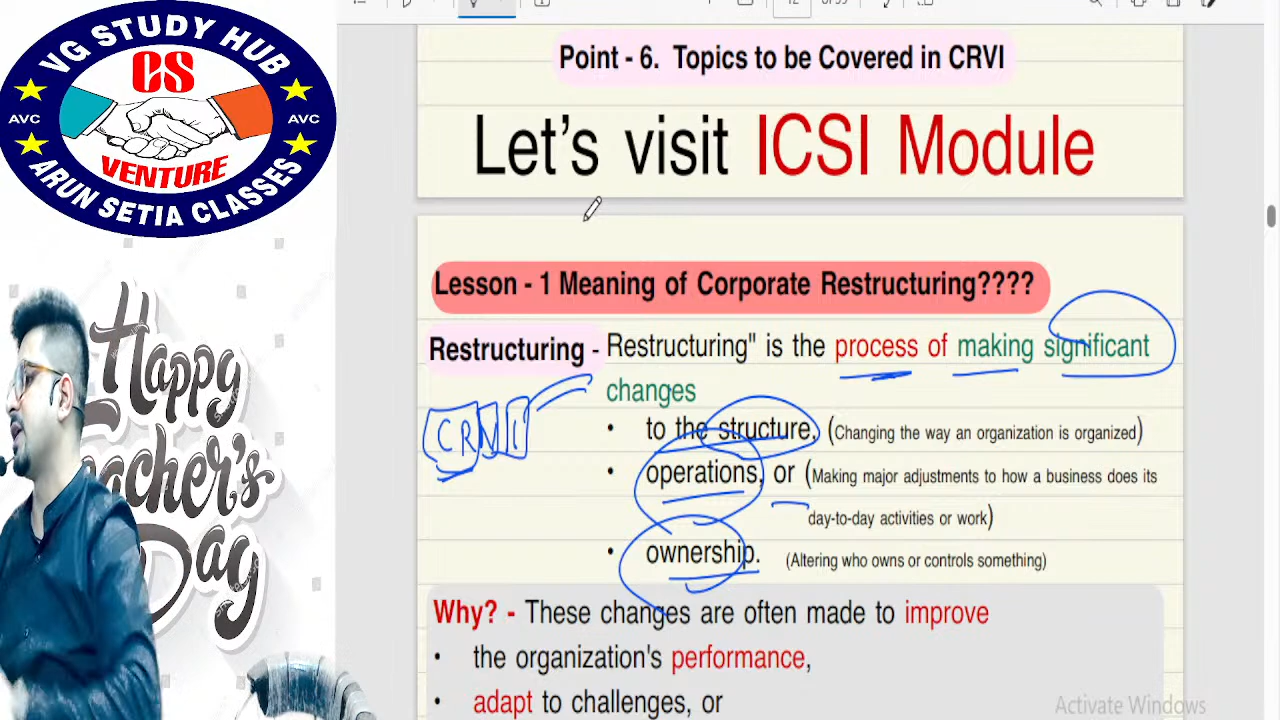 VG STUDY HUB
CS
AVC
AVC
VENTURE
ARUN SETIA CLASSES
Happy
Teacher's
Day
Point - 6. Topics to be Covered in CRVI
Let's visit ICSI Module
Lesson - 1 Meaning of Corporate Restructuring????
Restructuring - Restructuring" is the process of making significant
changes
CRVI
• to the structure, (Changing the way an organization is organized)
• operations, or (Making major adjustments to how a business does its
day-to-day activities or work)
• ownership. (Altering who owns or controls something)
Why? - These changes are often made to improve
• the organization's performance,
• adapt to challenges, or
Activate Windows